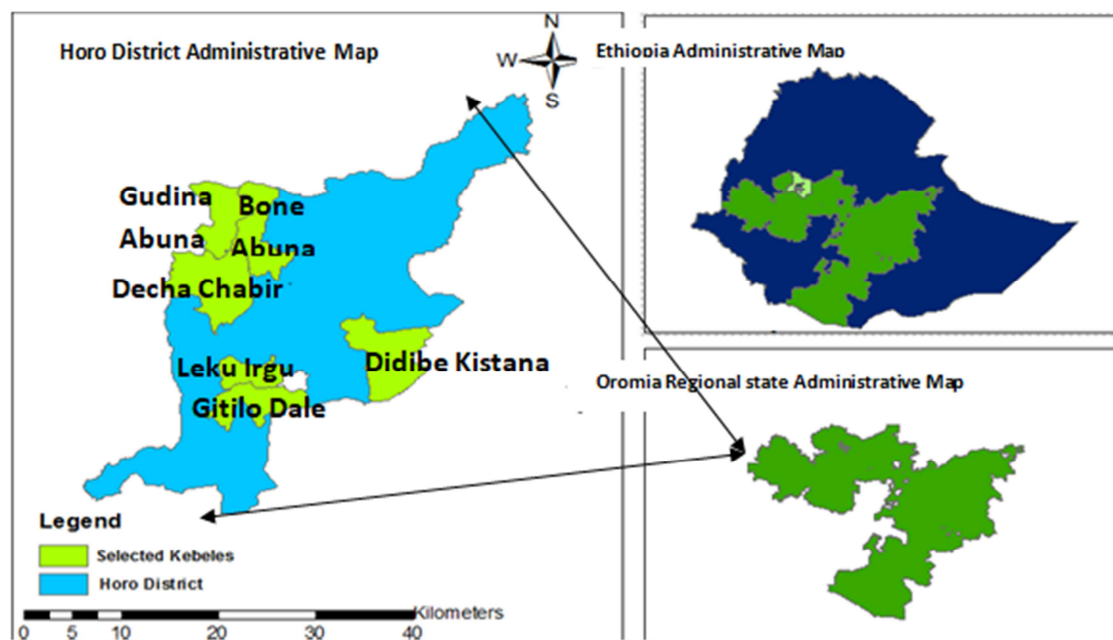 Horo District Administrative Map
N
W
S
Gudina
Bone
Abuna
Abuna
Decha Chabir
Leku Irgu
Didibe Kistana
Gitilo Dale
Legend
Selected Kebeles
Horo District
Kilometers
0 5 10 20 30 40
Ethiopia Administrative Map
Oromia Regional state Administrative Map